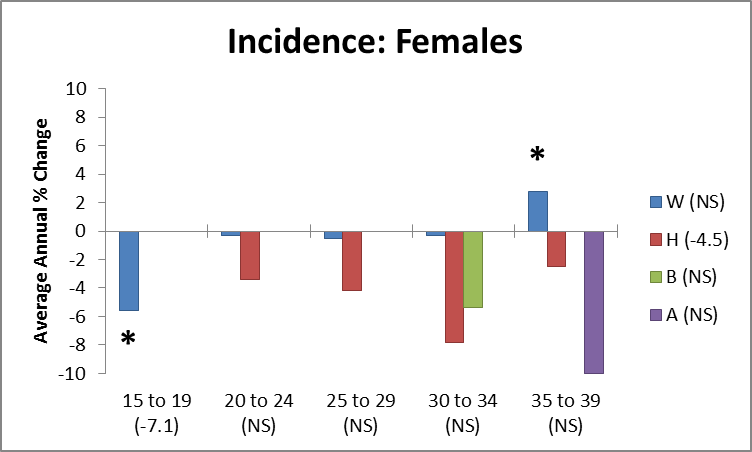 Incidence: Females
Average Annual % Change
10
8
6
4
2
0
-2
-4
-6
-8
-10
*
*
15 to 19
(-7.1)
20 to 24
(NS)
25 to 29
(NS)
30 to 34
(NS)
35 to 39
(NS)
W (NS)
H (-4.5)
B (NS)
A (NS)